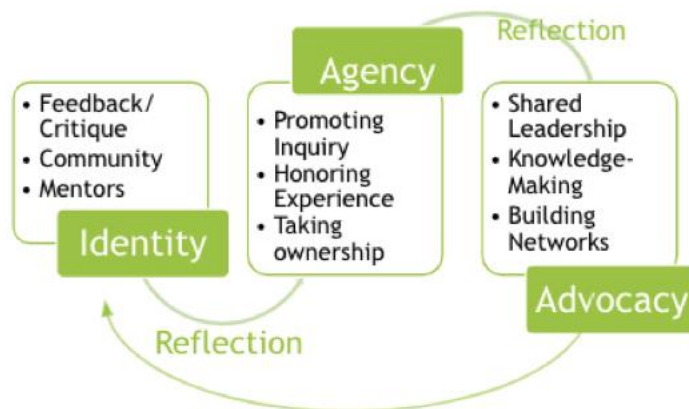 Reflection
Agency
• Feedback/
Critique
• Community
• Mentors
Identity
• Promoting
Inquiry
• Honoring
Experience
• Taking
ownership
• Shared
Leadership
• Knowledge-
Making
• Building
Networks
Advocacy
Reflection